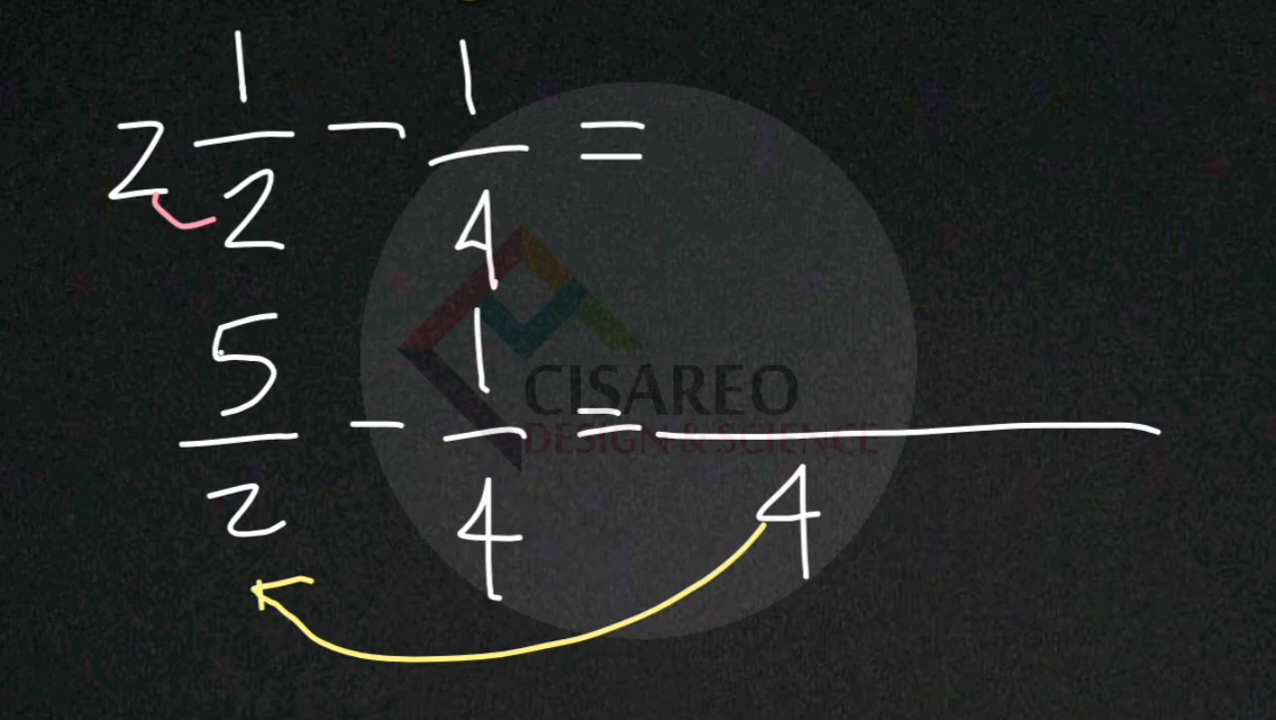 2 1/2 - 1/4 =
5/2 - 1/4 = /4
CISAREO
DESIGN & SCIENCE